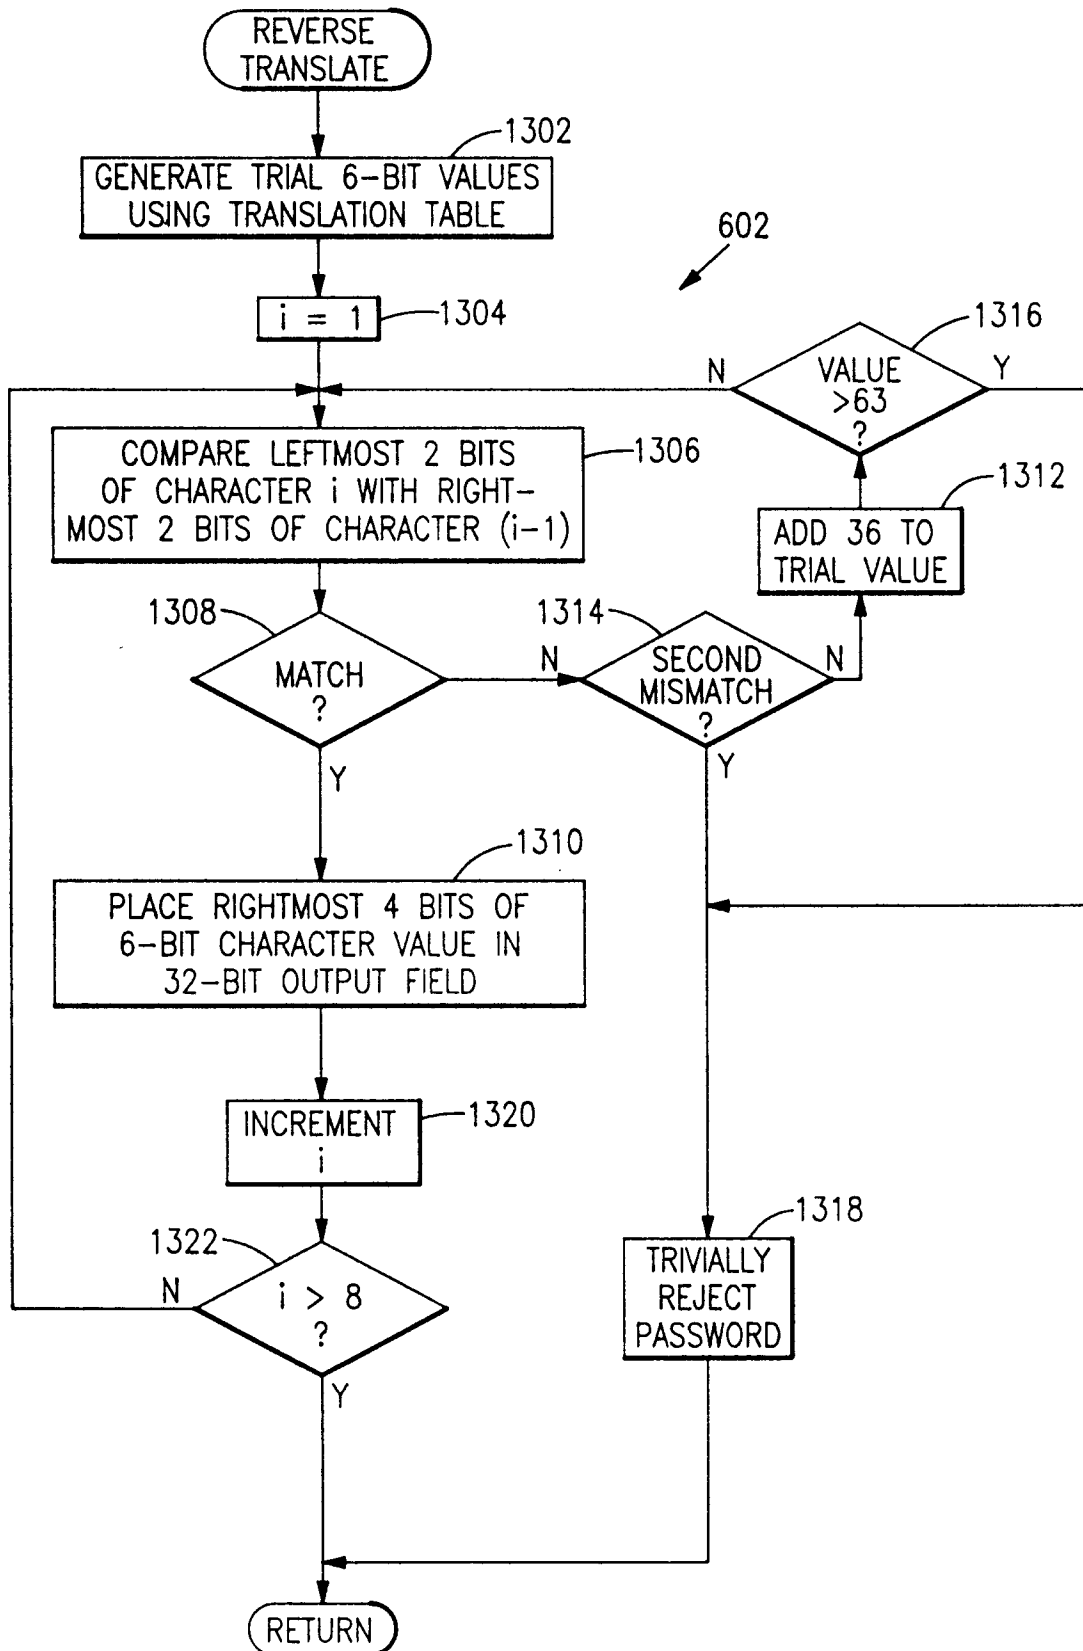 REVERSE
TRANSLATE
1302
GENERATE TRIAL 6-BIT VALUES
USING TRANSLATION TABLE
602
i = 1
1304
1316
N
VALUE
>63
?
Y
COMPARE LEFTMOST 2 BITS
OF CHARACTER i WITH RIGHT-
MOST 2 BITS OF CHARACTER (i-1)
1306
1312
ADD 36 TO
TRIAL VALUE
1308
MATCH
?
N
Y
1314
SECOND
MISMATCH
?
N
Y
1310
PLACE RIGHTMOST 4 BITS OF
6-BIT CHARACTER VALUE IN
32-BIT OUTPUT FIELD
INCREMENT
i
1320
1322
N
i > 8
?
Y
1318
TRIVIALLY
REJECT
PASSWORD
RETURN